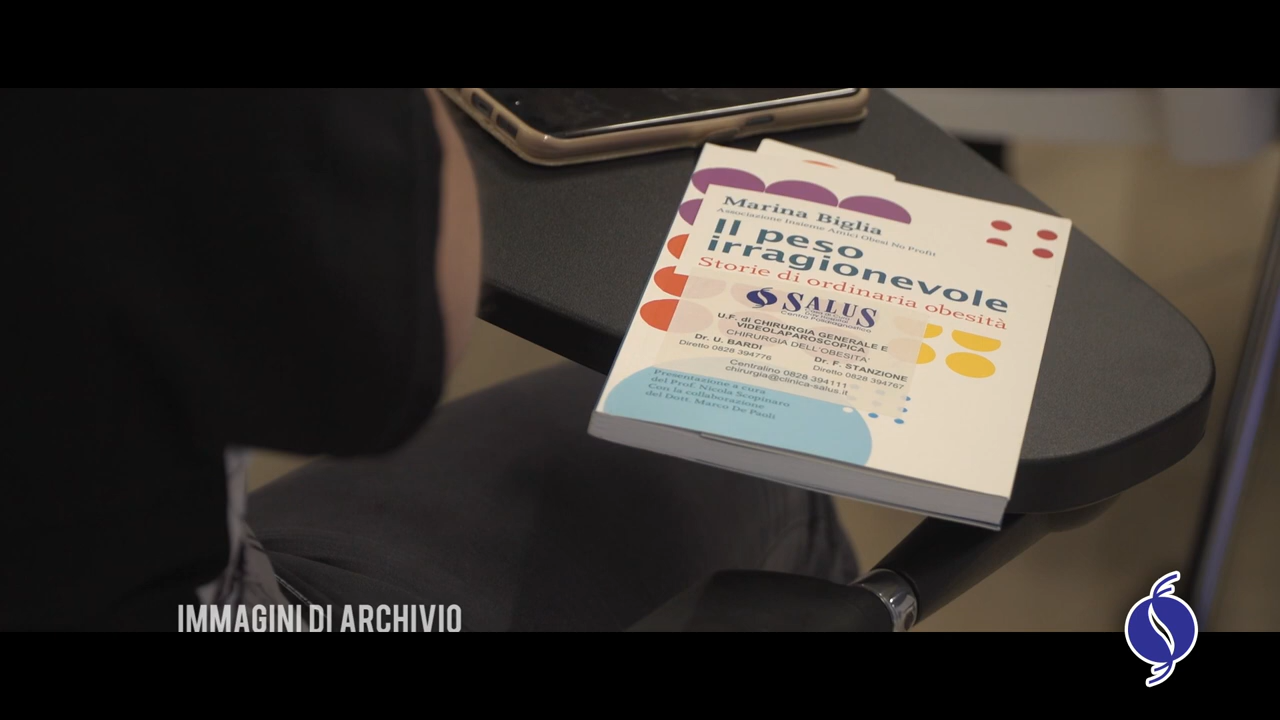 Marina Biglia
Associazione Insieme Amici Obesi No Profit
Il peso
irragionevole
Storie di ordinaria obesità
SALUS
U.F. di CHIRURGIA GENERALE E
VIDEOLAPAROSCOPICA
CHIRURGIA DELL'OBESITA'
Dr. U. BARDI Dr. F. STANZIONE
Diretto 0828 394776 Diretto 0828 394767
Centralino 0828 394111
chirurgia@clinica-salus.it
Presentazione a cura
del Prof. Nicola Scopinaro
Con la collaborazione
del Dott. Marco De Paoli
IMMAGINI DI ARCHIVIO